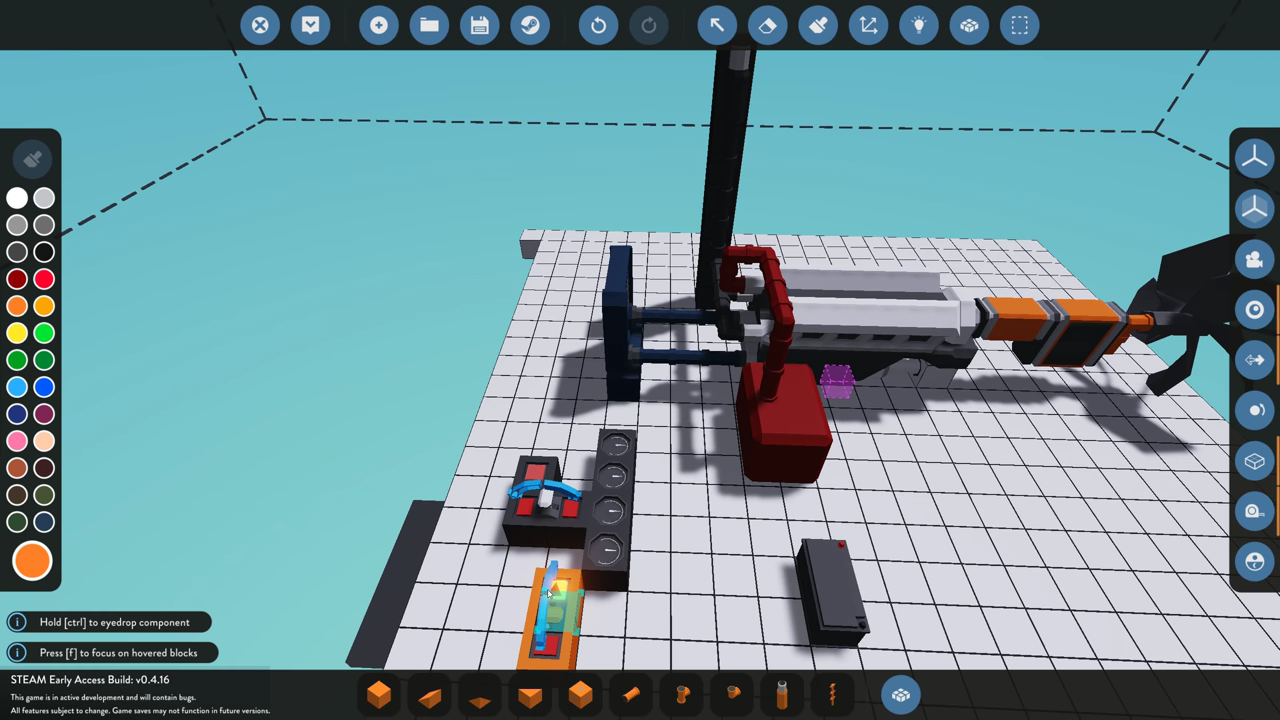 Hold [ctrl] to eyedrop component
Press [f] to focus on hovered blocks
STEAM Early Access Build: v0.4.16
This game is in active development and will contain bugs.
All features subject to change. Game saves may not function in future versions.